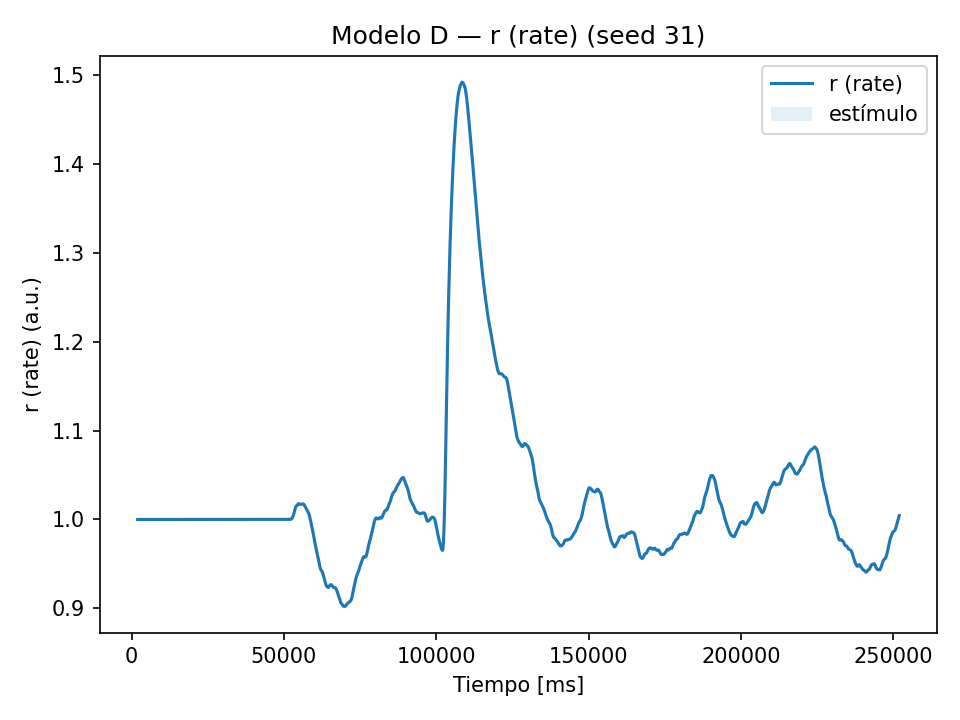 Modelo D — r (rate) (seed 31)
r (rate)
estímulo
r (rate) (a.u.)
1.5
1.4
1.3
1.2
1.1
1.0
0.9
0
50000
100000
150000
200000
250000
Tiempo [ms]